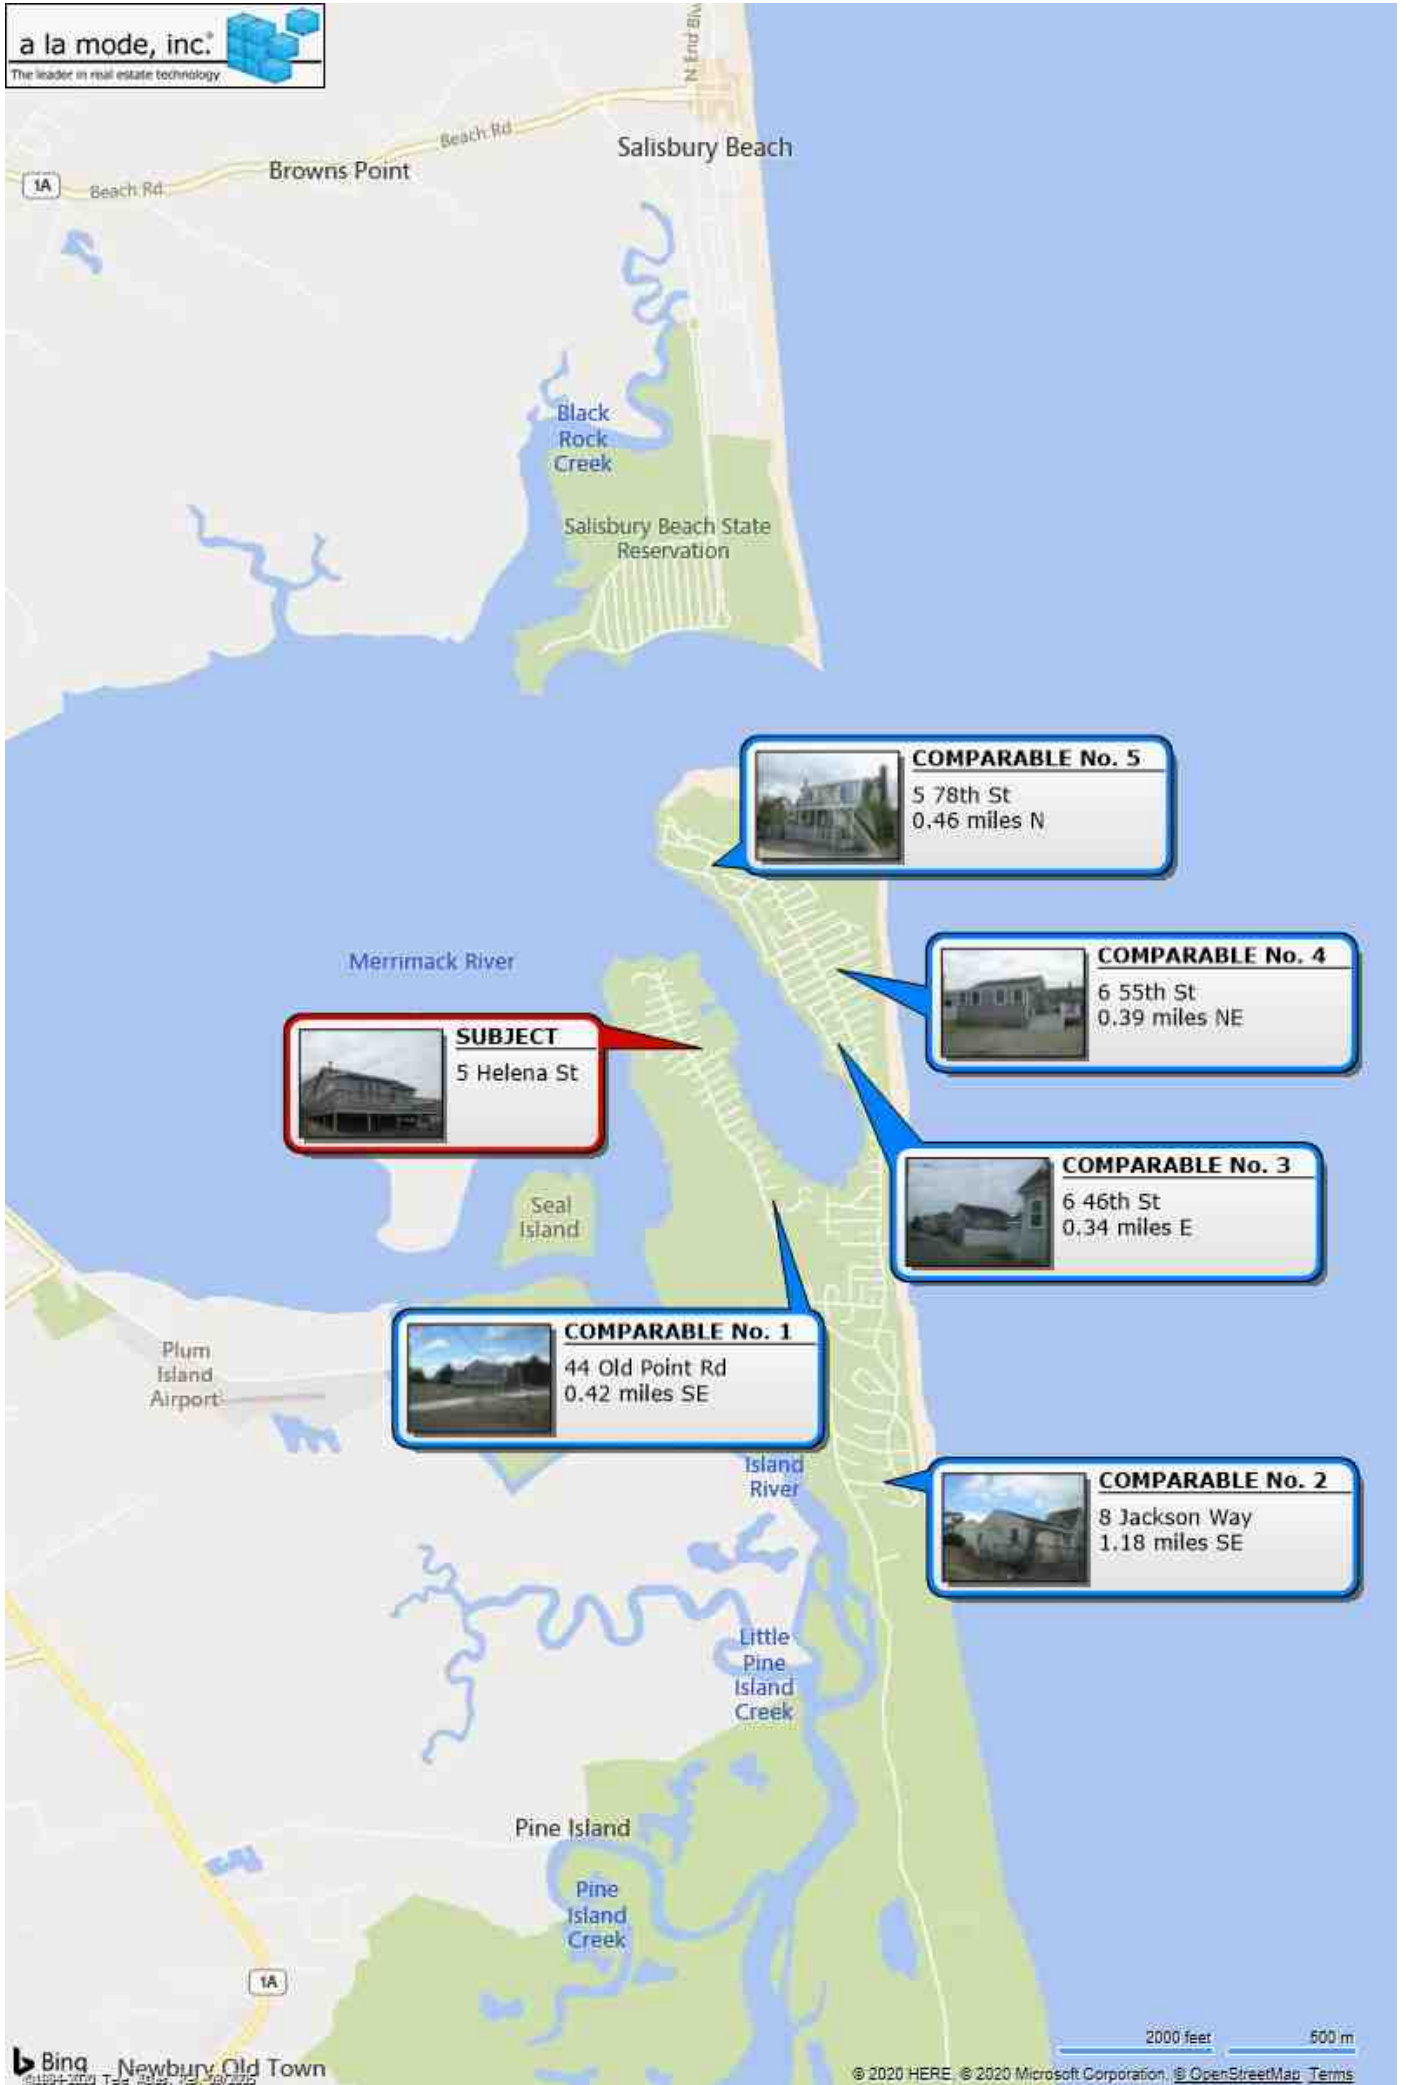 a la mode, inc.
The leader in real estate technology
N End Blv
Beach Rd
Salisbury Beach
Browns Point
1A
Beach Rd
Black
Rock
Creek
Salisbury Beach State
Reservation
COMPARABLE No. 5
5 78th St
0.46 miles N
Merrimack River
COMPARABLE No. 4
6 55th St
0.39 miles NE
SUBJECT
5 Helena St
COMPARABLE No. 3
6 46th St
0.34 miles E
Seal
Island
COMPARABLE No. 1
44 Old Point Rd
0.42 miles SE
Plum
Island
Airport
Island
River
COMPARABLE No. 2
8 Jackson Way
1.18 miles SE
Little
Pine
Island
Creek
Pine Island
Pine
Island
Creek
1A
2000 feet
500 m
Bing
Newbury Old Town
© 2020 HERE, © 2020 Microsoft Corporation, © OpenStreetMap Terms